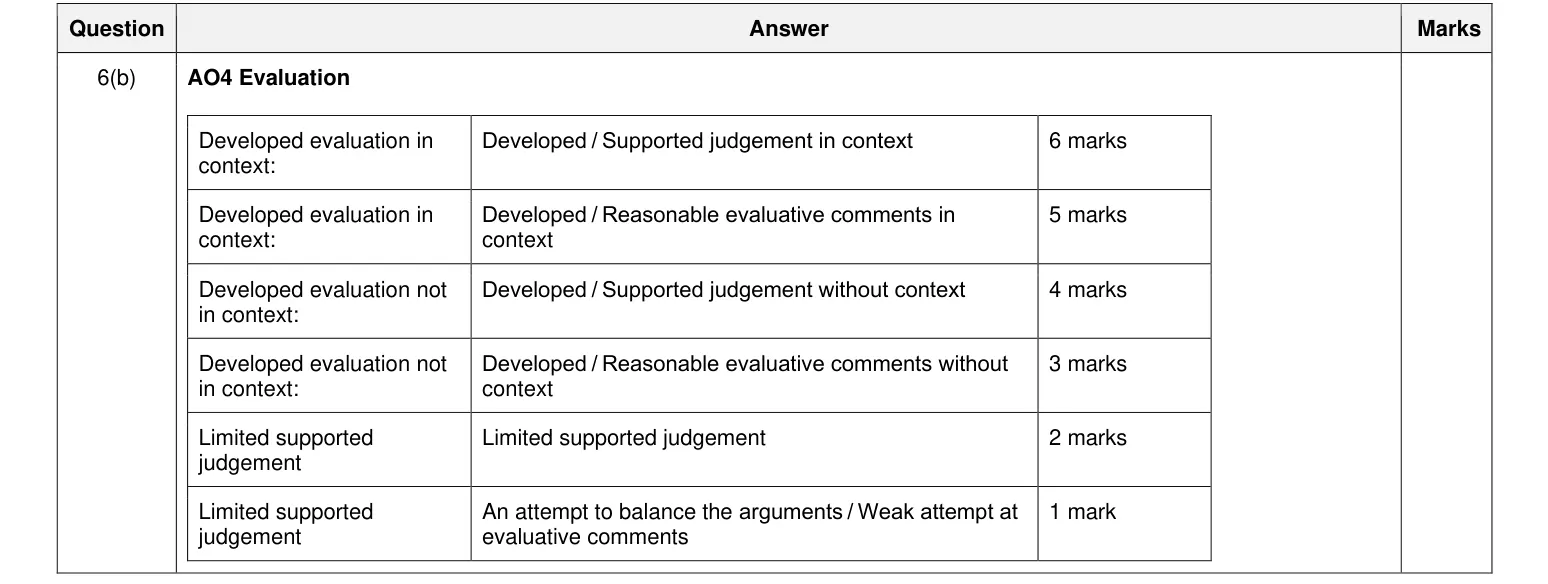 Question Answer Marks
6(b) AO4 Evaluation
Developed evaluation in Developed / Supported judgement in context 6 marks
context:
Developed evaluation in Developed / Reasonable evaluative comments in 5 marks
context: context
Developed evaluation not Developed / Supported judgement without context 4 marks
in context:
Developed evaluation not Developed / Reasonable evaluative comments without 3 marks
in context: context
Limited supported Limited supported judgement 2 marks
judgement
Limited supported An attempt to balance the arguments / Weak attempt at 1 mark
judgement evaluative comments